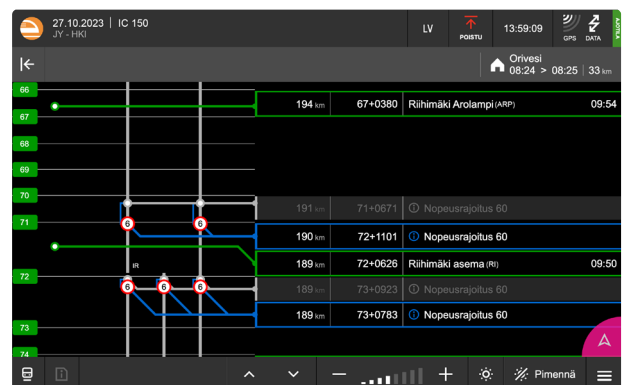 27.10.2023 | IC 150
JY - HKI
LV
POISTU
13:59:09
GPS
DATA
AJOTILA
Orivesi
08:24 > 08:25 | 33 km
66
194 km 67+0380 Riihimäki Arolampi (ARP) 09:54
67
68
69
70
191 km 71+0671 Nopeusrajoitus 60
71
6 6
190 km 72+1101 Nopeusrajoitus 60
IR
189 km 72+0626 Riihimäki asema (RI) 09:50
72
6 6 6
189 km 73+0923 Nopeusrajoitus 60
189 km 73+0783 Nopeusrajoitus 60
73
74
A
Pimennä